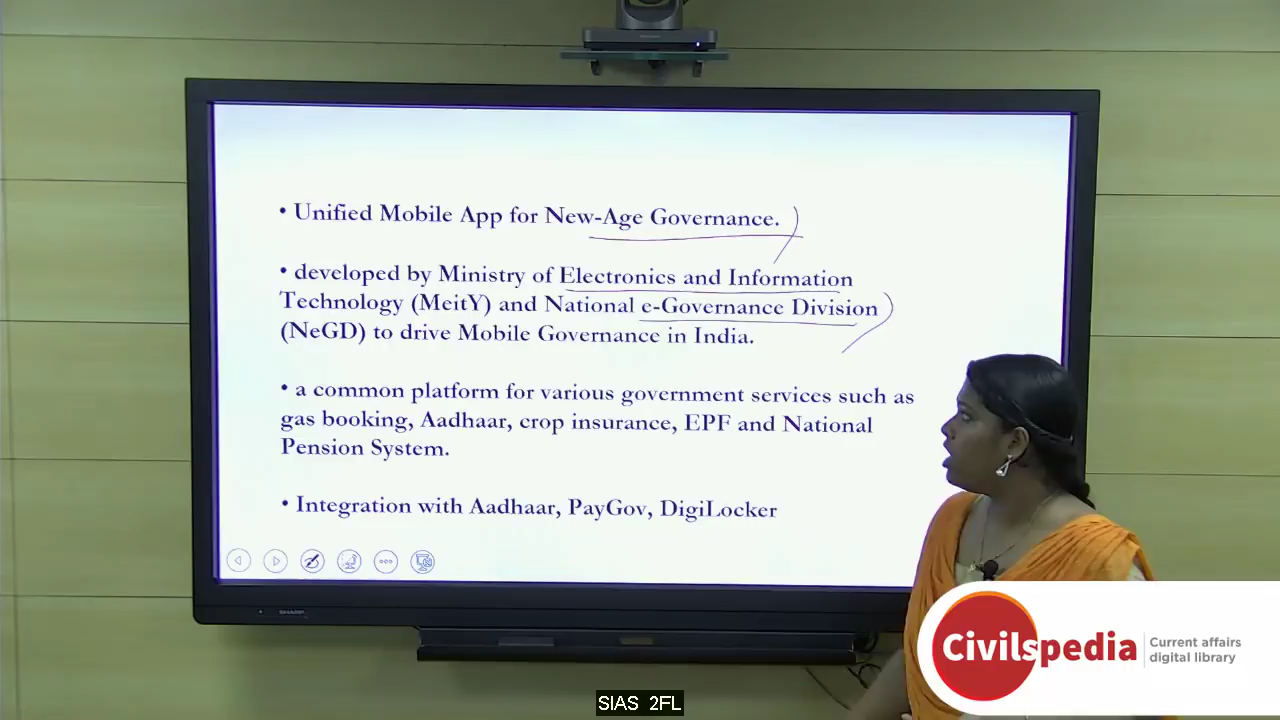 • Unified Mobile App for New-Age Governance.
• developed by Ministry of Electronics and Information
Technology (MeitY) and National e-Governance Division
(NeGD) to drive Mobile Governance in India.
• a common platform for various government services such as
gas booking, Aadhaar, crop insurance, EPF and National
Pension System.
• Integration with Aadhaar, PayGov, DigiLocker
SHARP
Civilspedia
Current affairs
digital library
SIAS 2FL